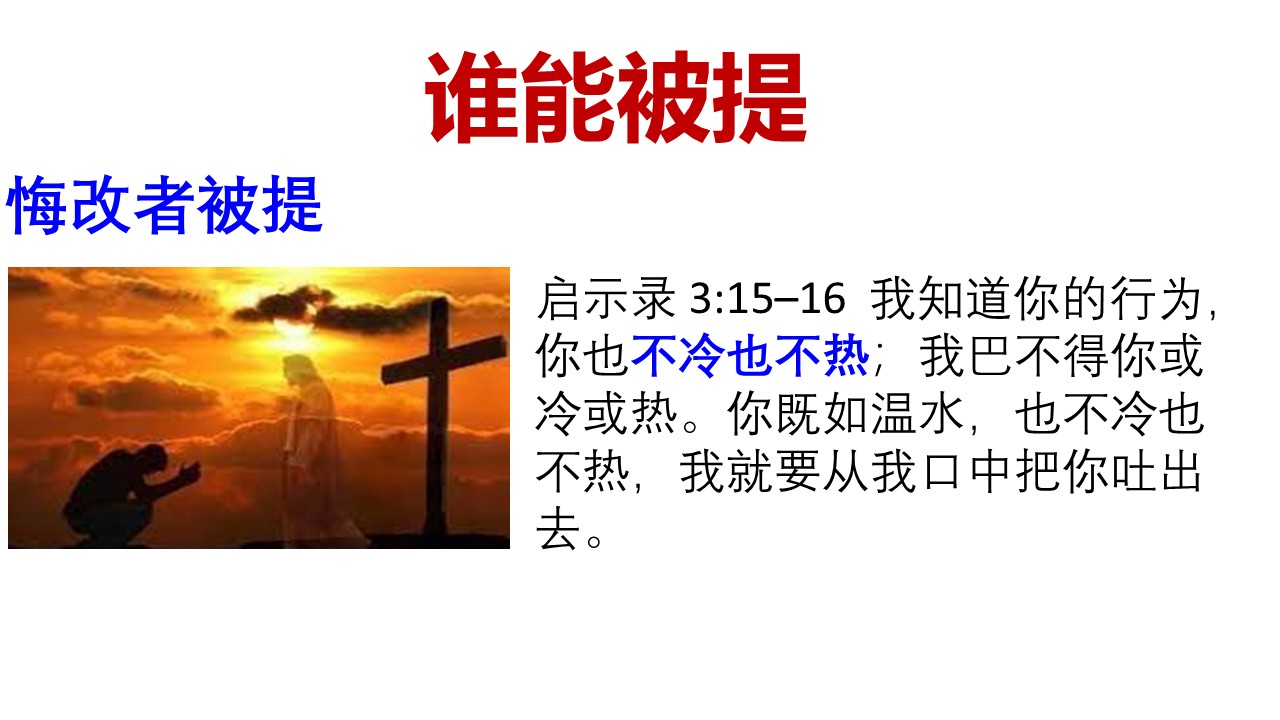 谁能被提
悔改者被提
启示录 3:15–16 我知道你的行为，
你也不冷也不热；我巴不得你或
冷或热。你既如温水，也不冷也
不热，我就要从我口中把你吐出
去。